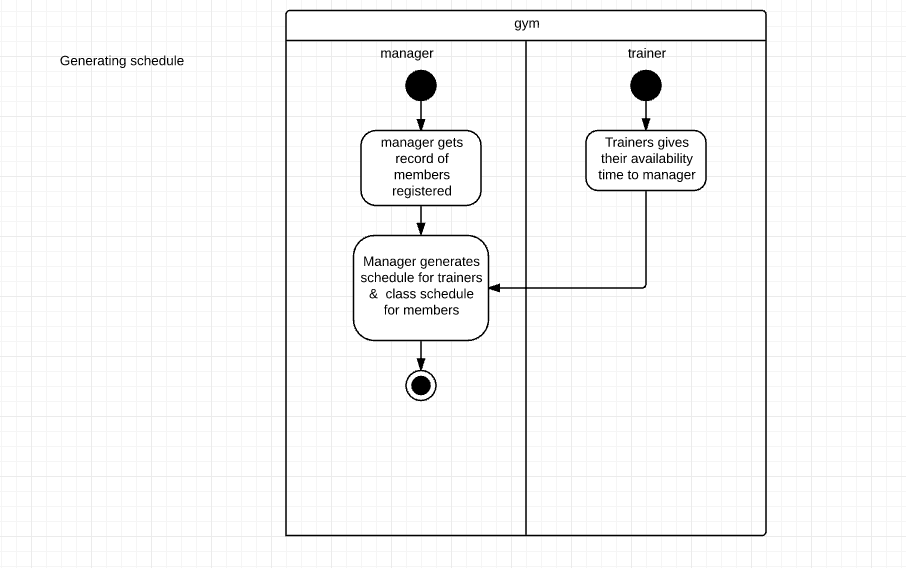 gym
Generating schedule
manager
trainer
manager gets
record of
members
registered
Trainers gives
their availability
time to manager
Manager generates
schedule for trainers
& class schedule
for members